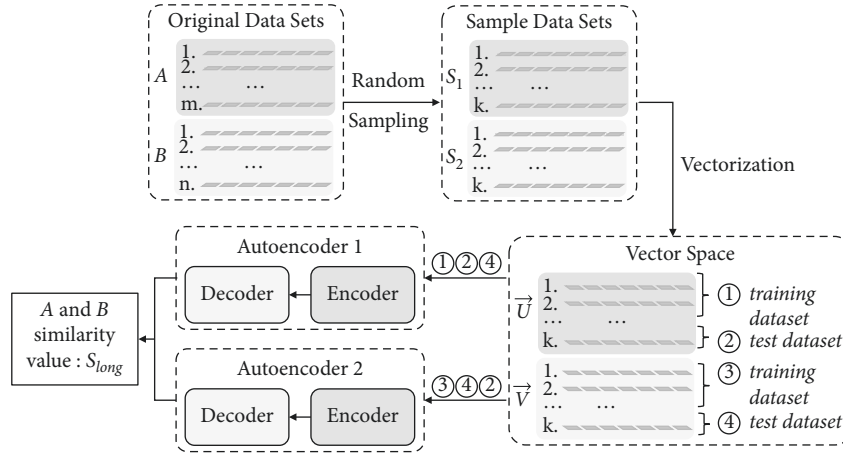 Original Data Sets
A
1.
2.
... ...
m.
B
1.
2.
... ...
n.
Random
Sampling
Sample Data Sets
S1
1.
2.
... ...
k.
S2
1.
2.
... ...
k.
Vectorization
Vector Space
U
1.
2.
... ...
k.
V
1.
2.
... ...
k.
① training
dataset
② test dataset
③ training
dataset
④ test dataset
①②④
Autoencoder 1
Decoder
Encoder
③④②
Autoencoder 2
Decoder
Encoder
A and B
similarity
value : Slong